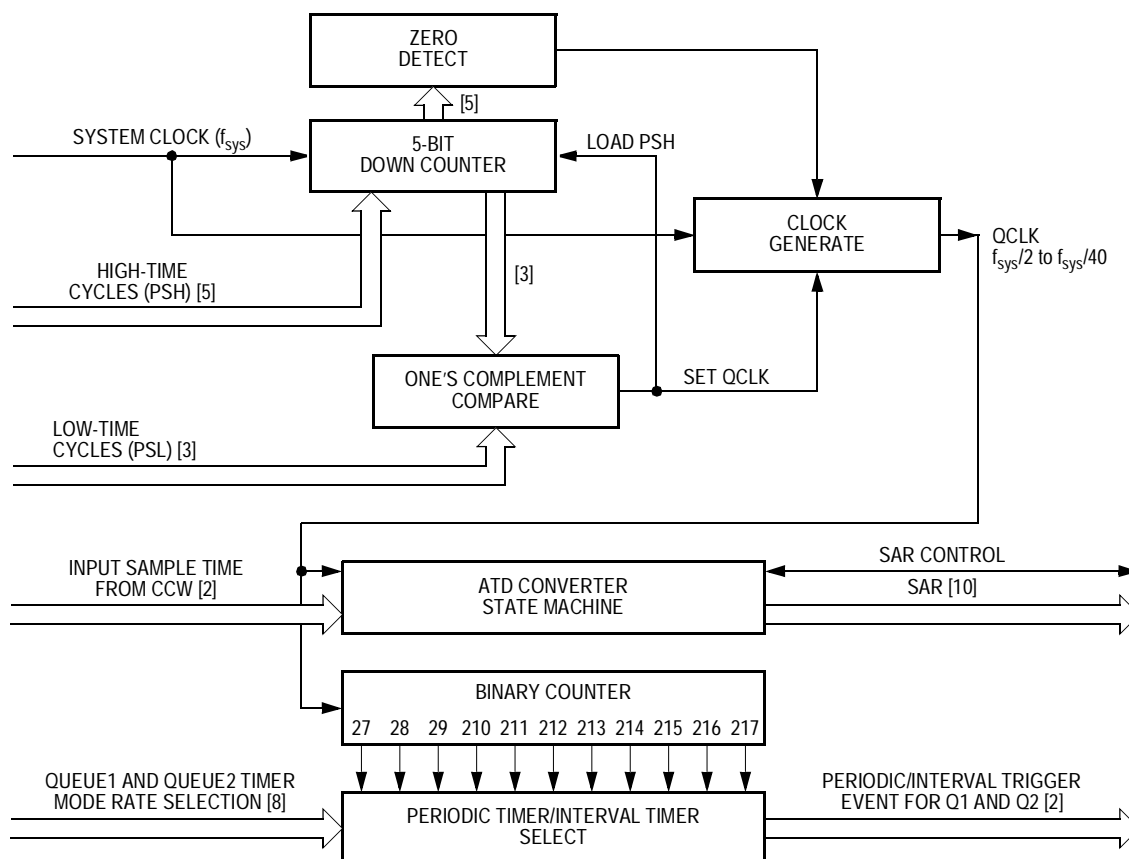 ZERO
DETECT
[5]
SYSTEM CLOCK (fsys)
5-BIT
DOWN COUNTER
LOAD PSH
CLOCK
GENERATE
QCLK
fsys/2 to fsys/40
HIGH-TIME
CYCLES (PSH) [5]
[3]
ONE'S COMPLEMENT
COMPARE
SET QCLK
LOW-TIME
CYCLES (PSL) [3]
INPUT SAMPLE TIME
FROM CCW [2]
ATD CONVERTER
STATE MACHINE
SAR CONTROL
SAR [10]
BINARY COUNTER
27 28 29 210 211 212 213 214 215 216 217
QUEUE1 AND QUEUE2 TIMER
MODE RATE SELECTION [8]
PERIODIC TIMER/INTERVAL TIMER
SELECT
PERIODIC/INTERVAL TRIGGER
EVENT FOR Q1 AND Q2 [2]